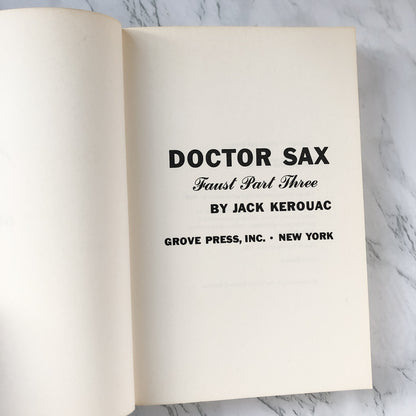 DOCTOR SAX
Faust Part Three
BY JACK KEROUAC
GROVE PRESS, INC. · NEW YORK